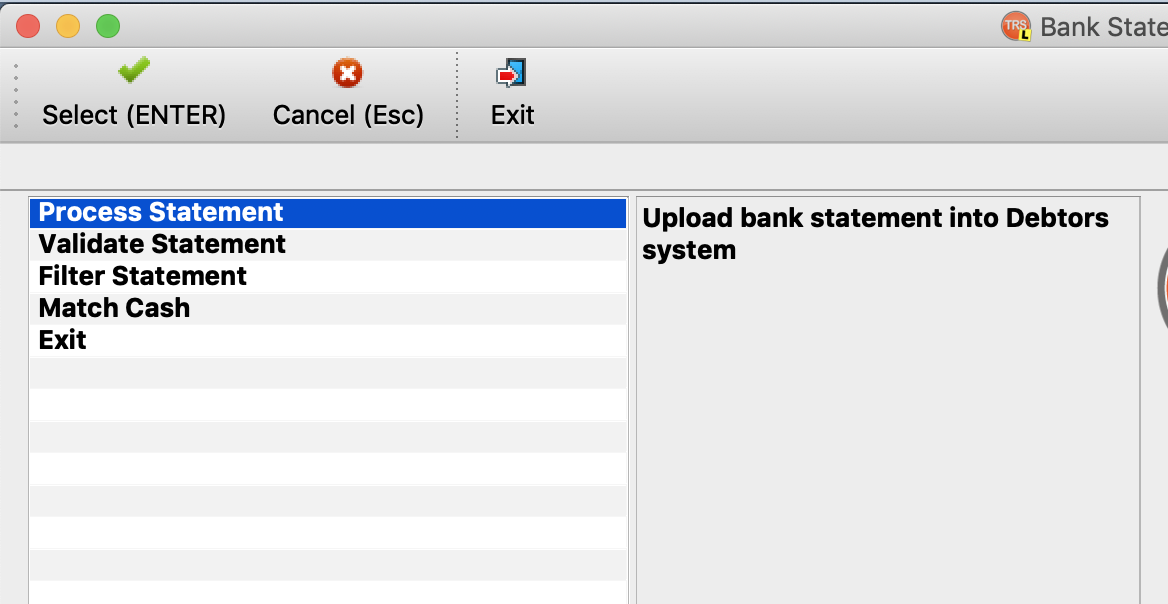 TRS
L
Bank State
Select (ENTER)
Cancel (Esc)
Exit
Process Statement
Validate Statement
Filter Statement
Match Cash
Exit
Upload bank statement into Debtors
system